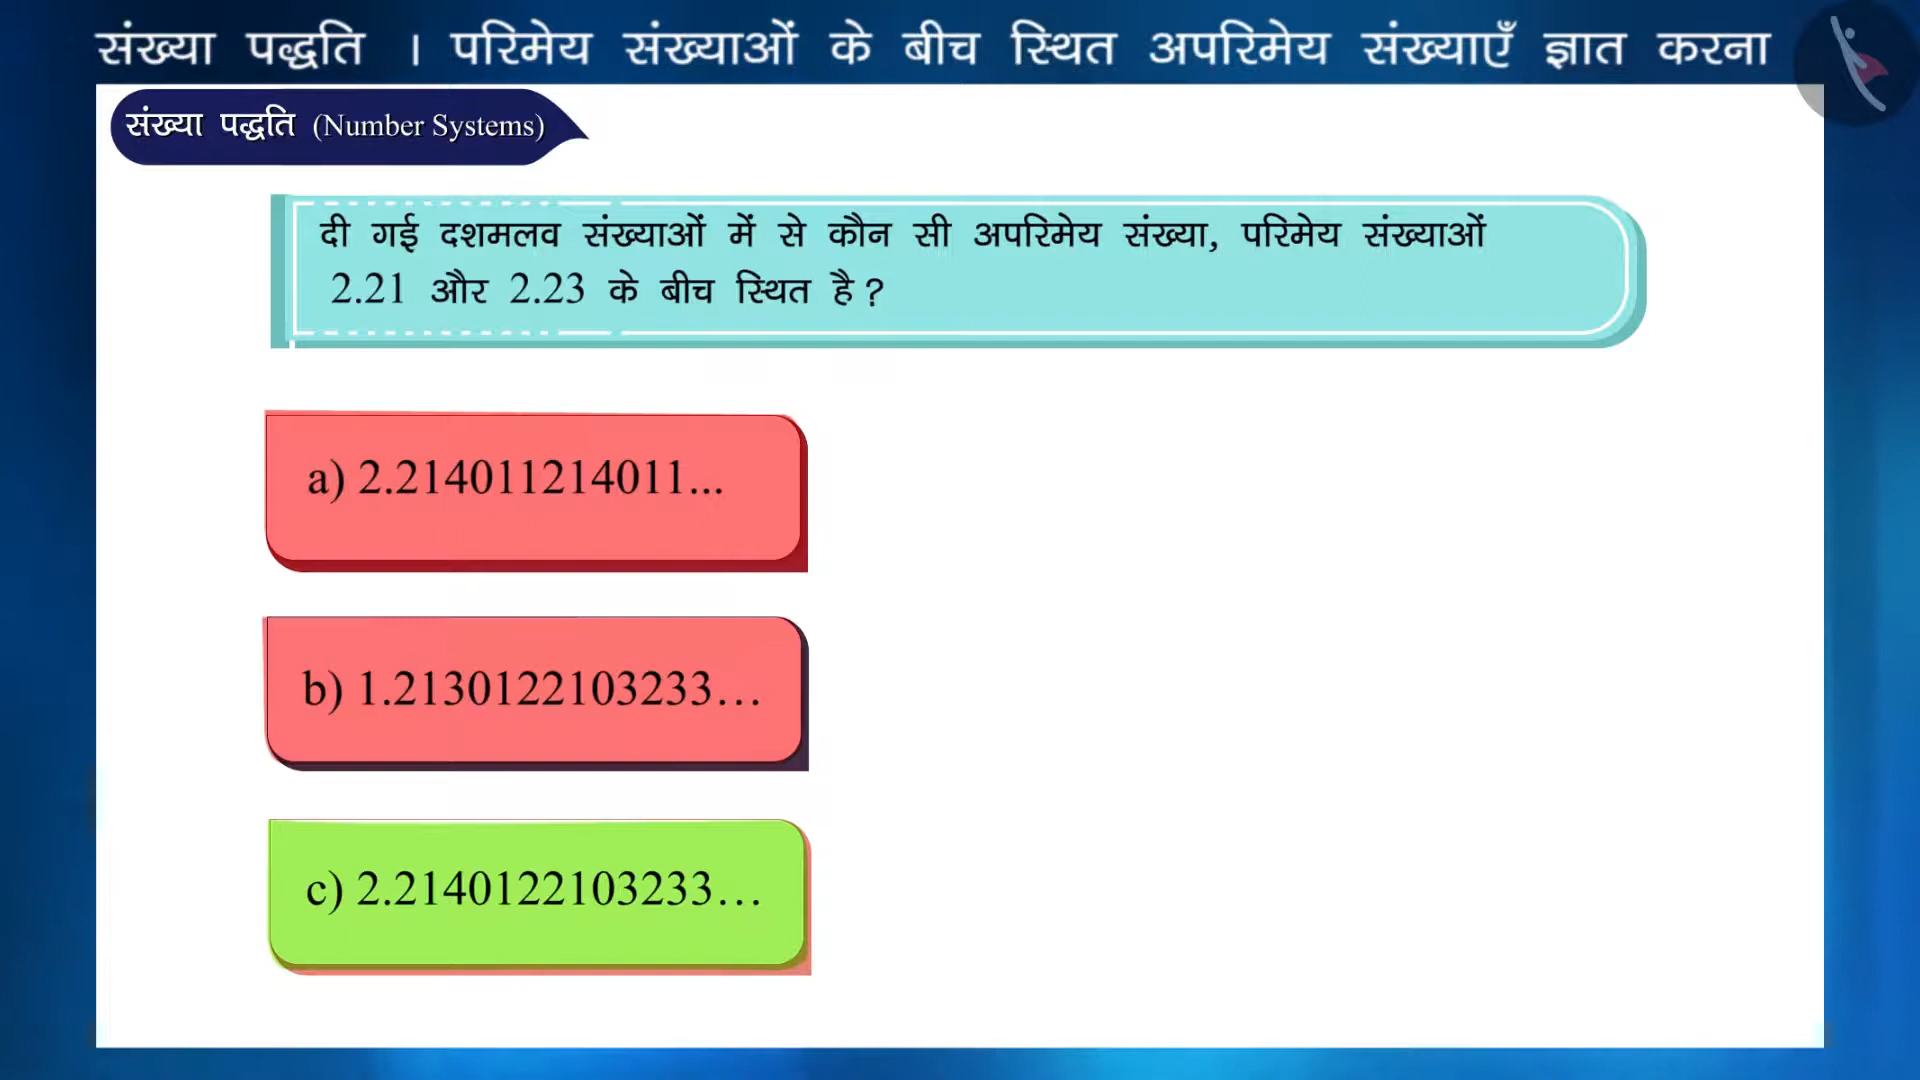 संख्या पद्धति । परिमेय संख्याओं के बीच स्थित अपरिमेय संख्याएँ ज्ञात करना
संख्या पद्धति (Number Systems)
दी गई दशमलव संख्याओं में से कौन सी अपरिमेय संख्या, परिमेय संख्याओं
2.21 और 2.23 के बीच स्थित है ?
a) 2.214011214011...
b) 1.2130122103233...
c) 2.2140122103233...